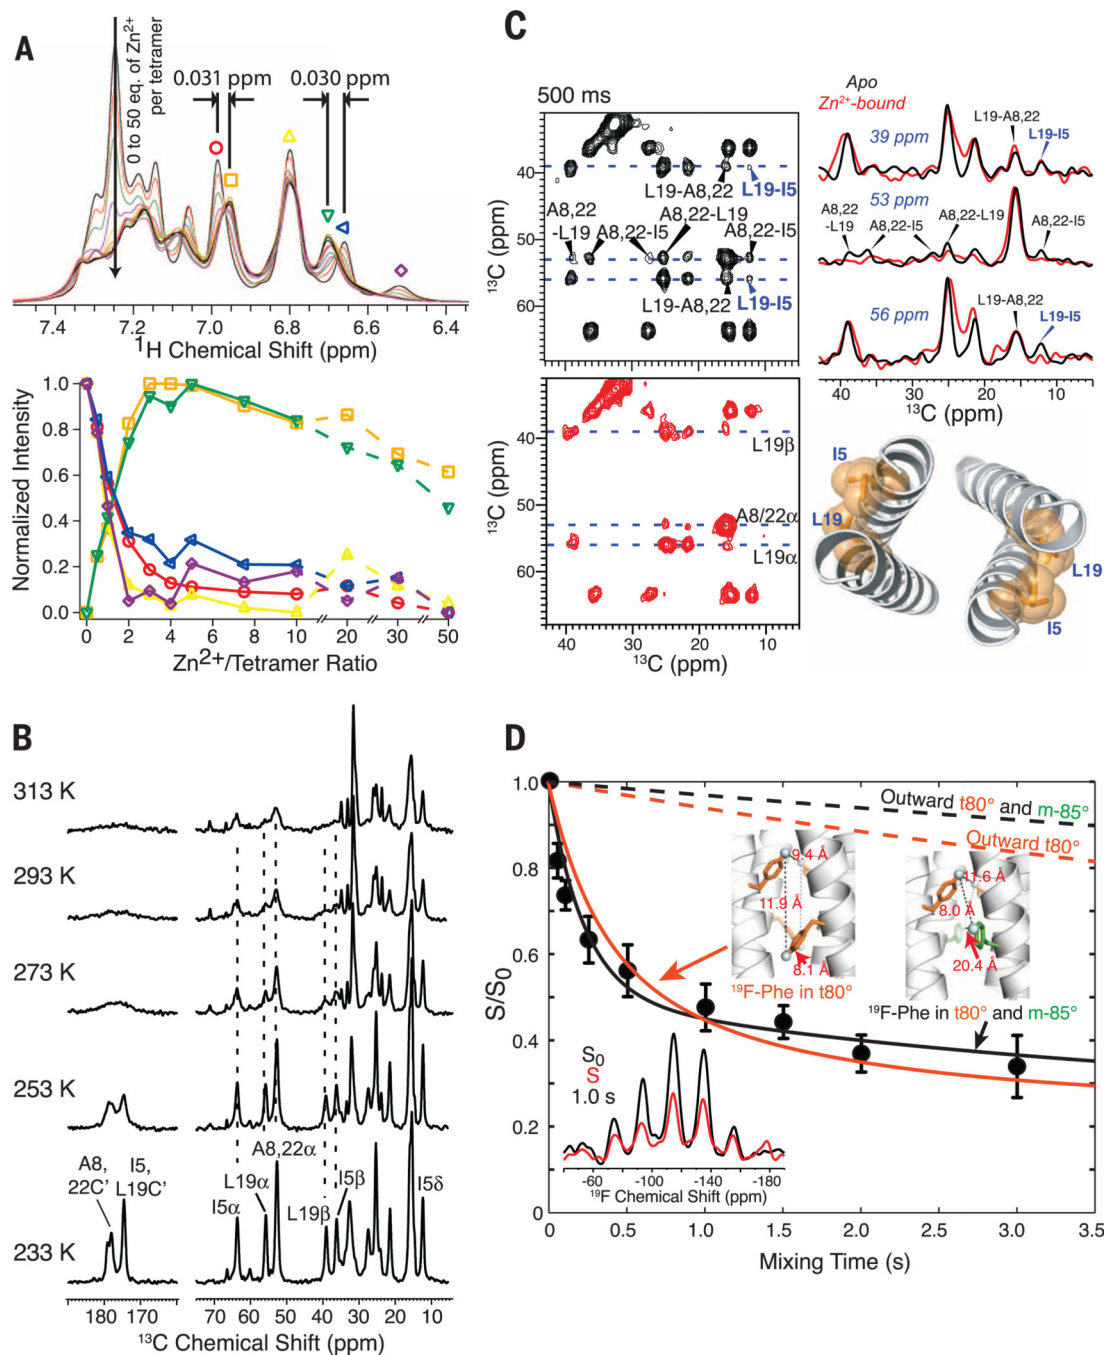 A
0 to 50 eq. of Zn2+
per tetramer
0.031 ppm
0.030 ppm
7.4
7.2
7.0
6.8
6.6
6.4
1H Chemical Shift (ppm)
1.0
0.8
0.6
0.4
0.2
0.0
Normalized Intensity
0
2
4
6
8
10
20
30
50
Zn2+/Tetramer Ratio
B
313 K
293 K
273 K
253 K
233 K
A8,
22C'
I5,
L19C'
I5α
L19α
A8,22α
L19β
I5β
I5δ
180
170
70
60
50
40
30
20
10
13C Chemical Shift (ppm)
C
500 ms
40
50
60
13C (ppm)
L19-A8,22
L19-I5
A8,22
-L19
A8,22-I5
A8,22-L19
A8,22-I5
L19-A8,22
L19-I5
40
50
60
13C (ppm)
L19β
A8/22α
L19α
40
30
20
10
13C (ppm)
Apo
Zn2+-bound
39 ppm
L19-A8,22
L19-I5
53 ppm
A8,22
-L19
A8,22-I5
A8,22-L19
A8,22-I5
56 ppm
L19-A8,22
L19-I5
40
30
20
10
13C (ppm)
I5
L19
L19
I5
D
1.0
0.8
0.6
0.4
0.2
0
S/S0
Outward t80° and m-85°
Outward t80°
9.4 Å
11.9 Å
8.1 Å
19F-Phe in t80°
11.6 Å
8.0 Å
20.4 Å
19F-Phe in t80° and m-85°
S0
S
1.0 s
-60
-100
-140
-180
19F Chemical Shift (ppm)
0
0.5
1.0
1.5
2.0
2.5
3.0
3.5
Mixing Time (s)